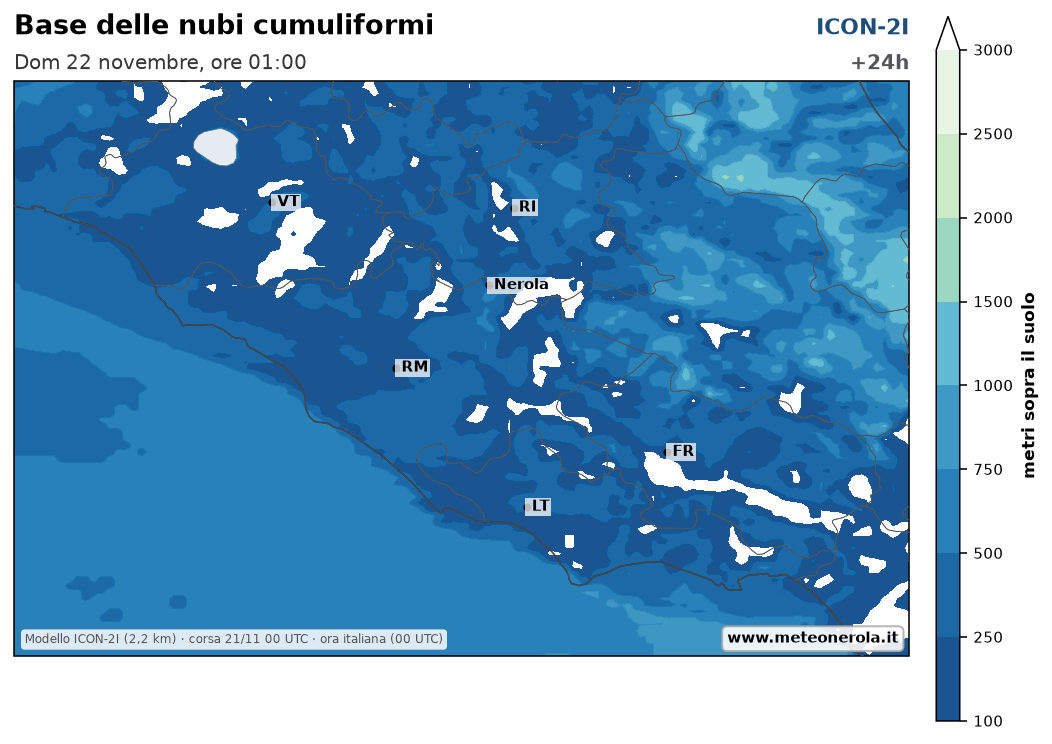 Base delle nubi cumuliformi
ICON-2I
Dom 22 novembre, ore 01:00
+24h
VT
RI
Nerola
RM
FR
LT
Modello ICON-2I (2,2 km) · corsa 21/11 00 UTC · ora italiana (00 UTC)
www.meteonerola.it
3000
2500
2000
1500
1000
750
500
250
100
metri sopra il suolo